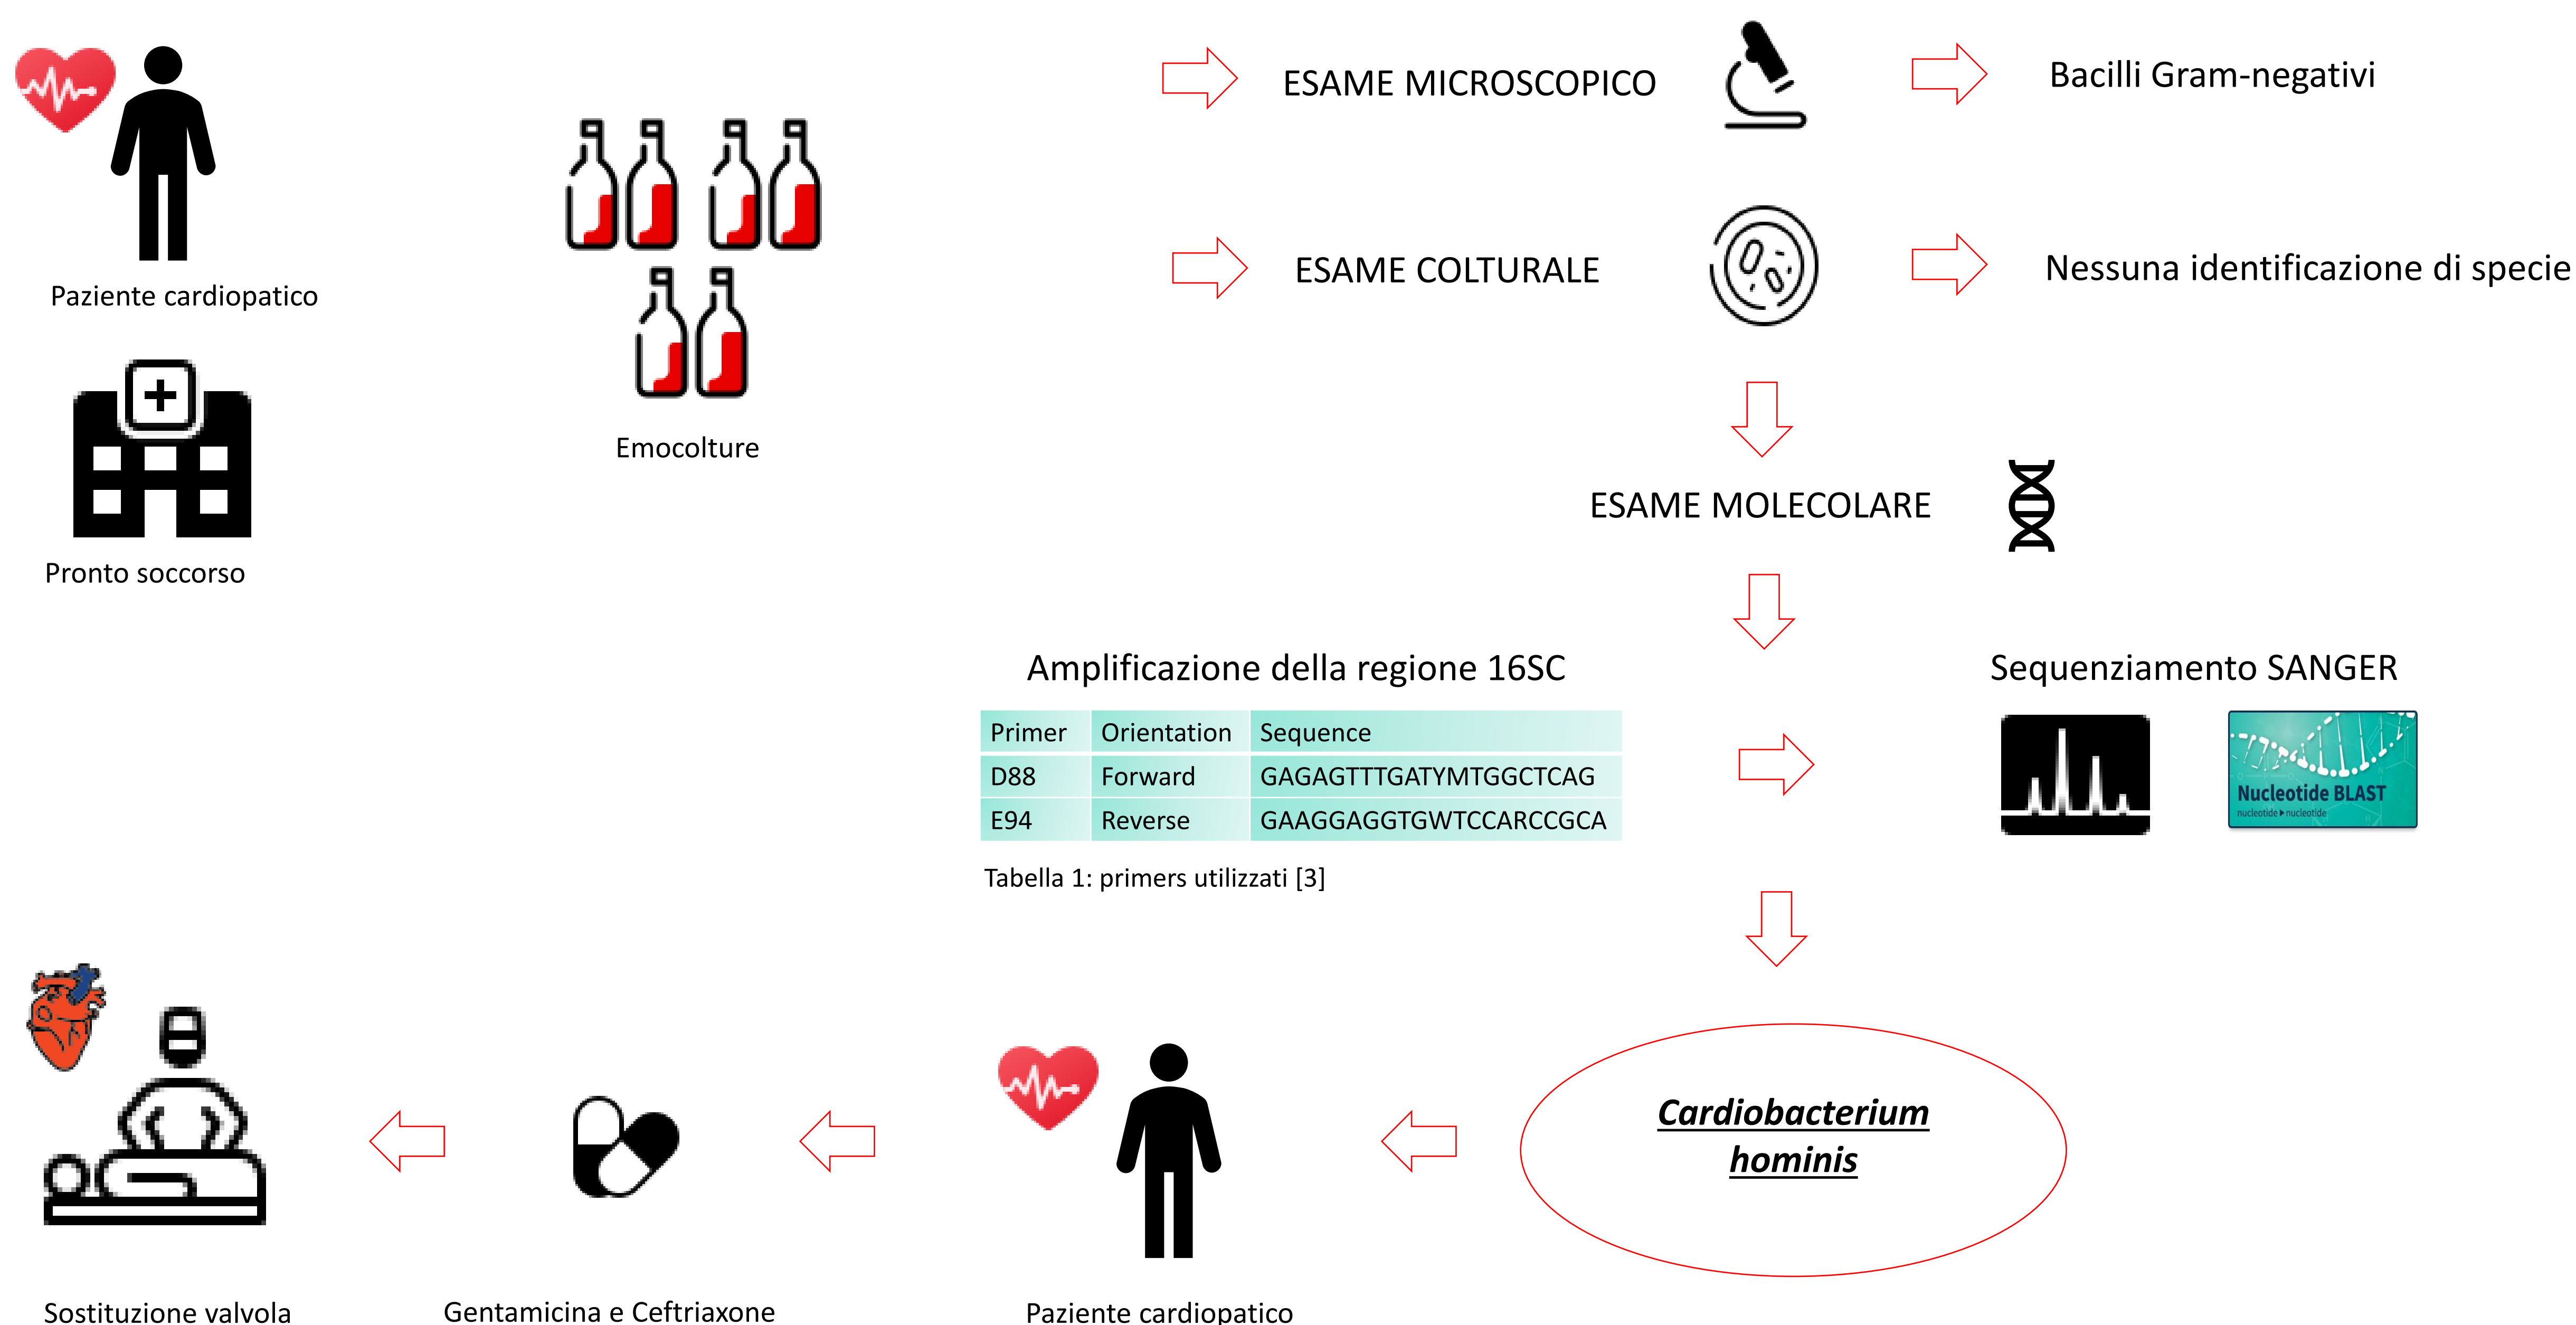 Paziente cardiopatico
Pronto soccorso
Emocolture
ESAME MICROSCOPICO
Bacilli Gram-negativi
ESAME COLTURALE
Nessuna identificazione di specie
ESAME MOLECOLARE
Amplificazione della regione 16SC
Primer Orientation Sequence
D88 Forward GAGAGTTTGATYMTGGCTCAG
E94 Reverse GAAGGAGGTGWTCCARCCGCA
Tabella 1: primers utilizzati [3]
Sequenziamento SANGER
Nucleotide BLAST
nucleotide ▶ nucleotide
Cardiobacterium
hominis
Paziente cardiopatico
Gentamicina e Ceftriaxone
Sostituzione valvola